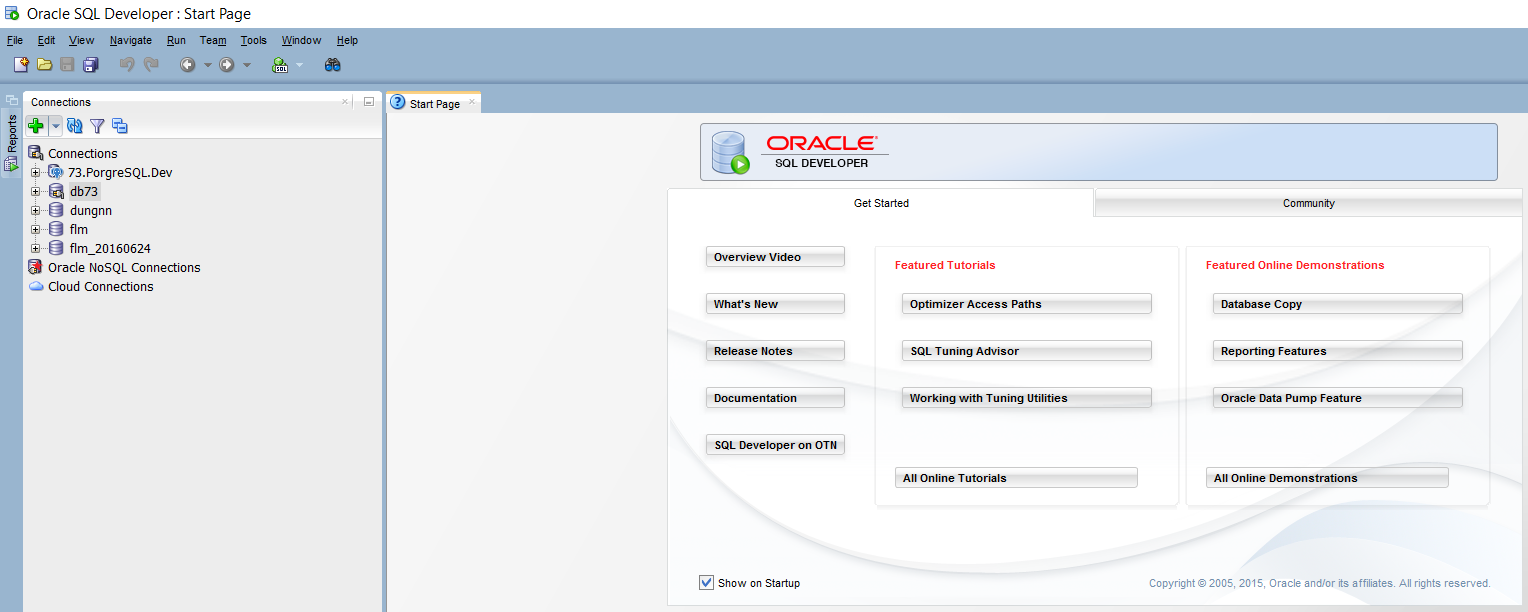 Oracle SQL Developer : Start Page
File Edit View Navigate Run Team Tools Window Help
SQL
Reports
Connections
Start Page
Connections
73.PorgreSQL.Dev
db73
dungnn
flm
flm_20160624
Oracle NoSQL Connections
Cloud Connections
ORACLE
SQL DEVELOPER
Get Started
Community
Overview Video
What's New
Release Notes
Documentation
SQL Developer on OTN
Featured Tutorials
Optimizer Access Paths
SQL Tuning Advisor
Working with Tuning Utilities
All Online Tutorials
Featured Online Demonstrations
Database Copy
Reporting Features
Oracle Data Pump Feature
All Online Demonstrations
Show on Startup
Copyright © 2005, 2015, Oracle and/or its affiliates. All rights reserved.